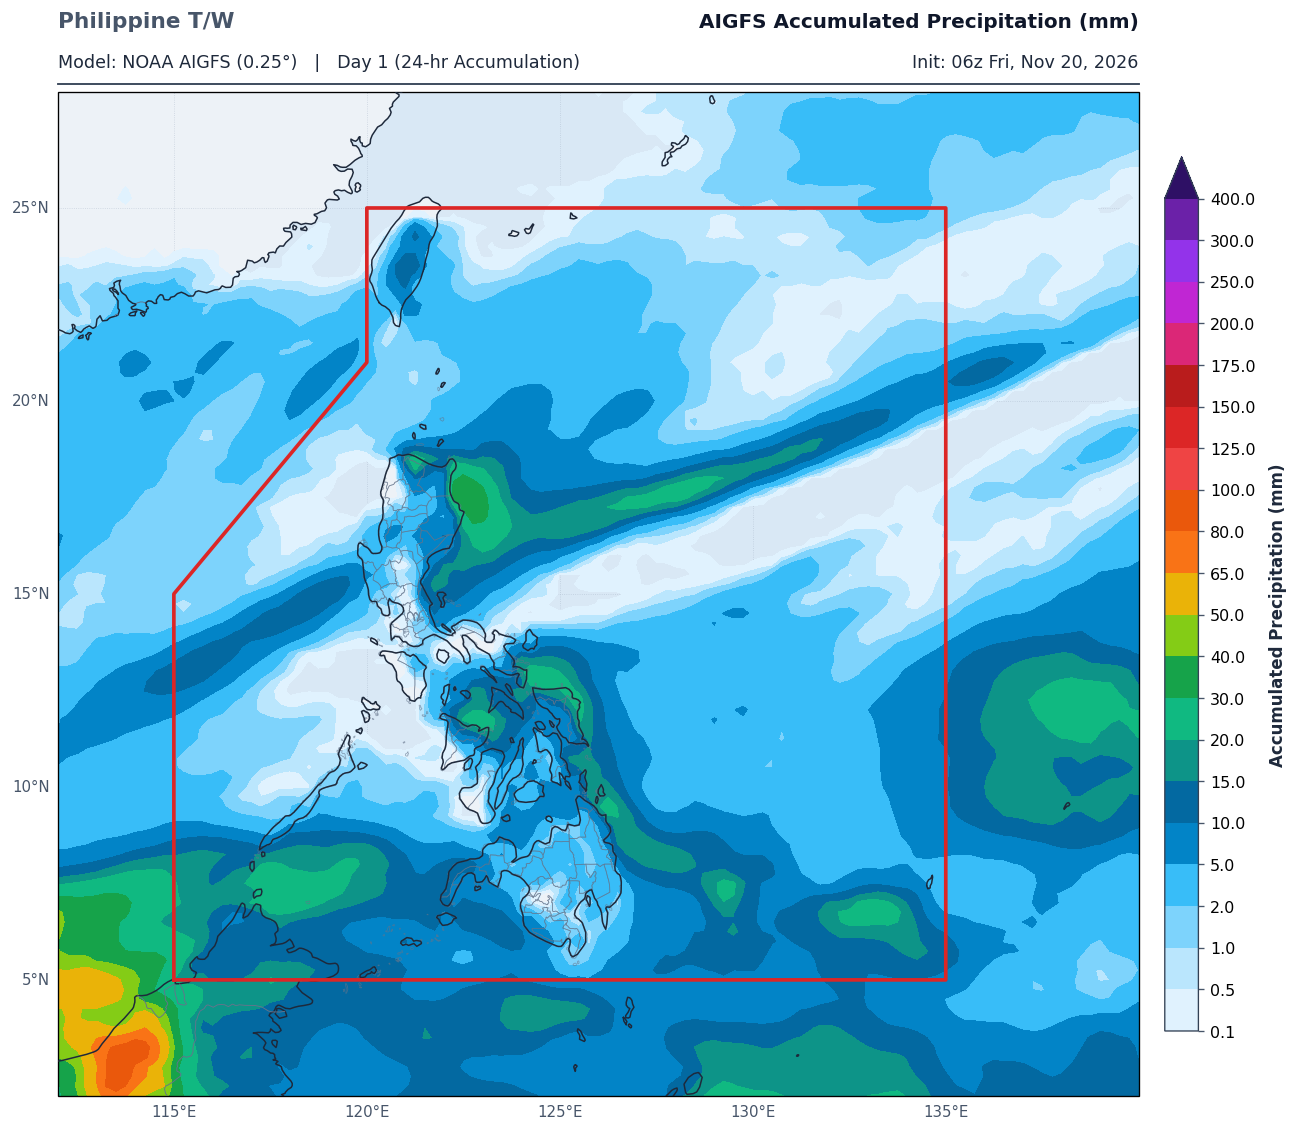 Philippine T/W
AIGFS Accumulated Precipitation (mm)
Model: NOAA AIGFS (0.25°)   |   Day 1 (24-hr Accumulation)
Init: 06z Fri, Nov 20, 2026
25°N
20°N
15°N
10°N
5°N
115°E
120°E
125°E
130°E
135°E
400.0
300.0
250.0
200.0
175.0
150.0
125.0
100.0
80.0
65.0
50.0
40.0
30.0
20.0
15.0
10.0
5.0
2.0
1.0
0.5
0.1
Accumulated Precipitation (mm)